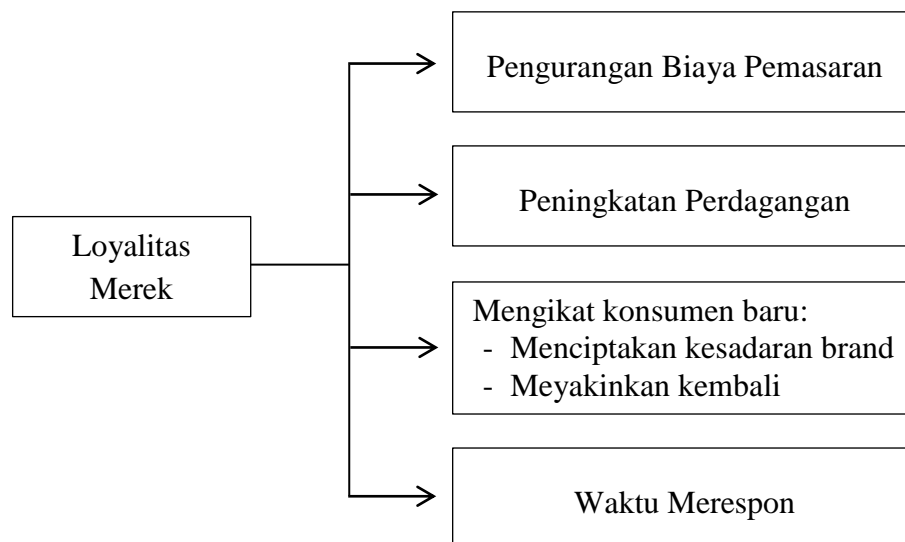 Pengurangan Biaya Pemasaran
Peningkatan Perdagangan
Loyalitas
Merek
Mengikat konsumen baru:
- Menciptakan kesadaran brand
- Meyakinkan kembali
Waktu Merespon